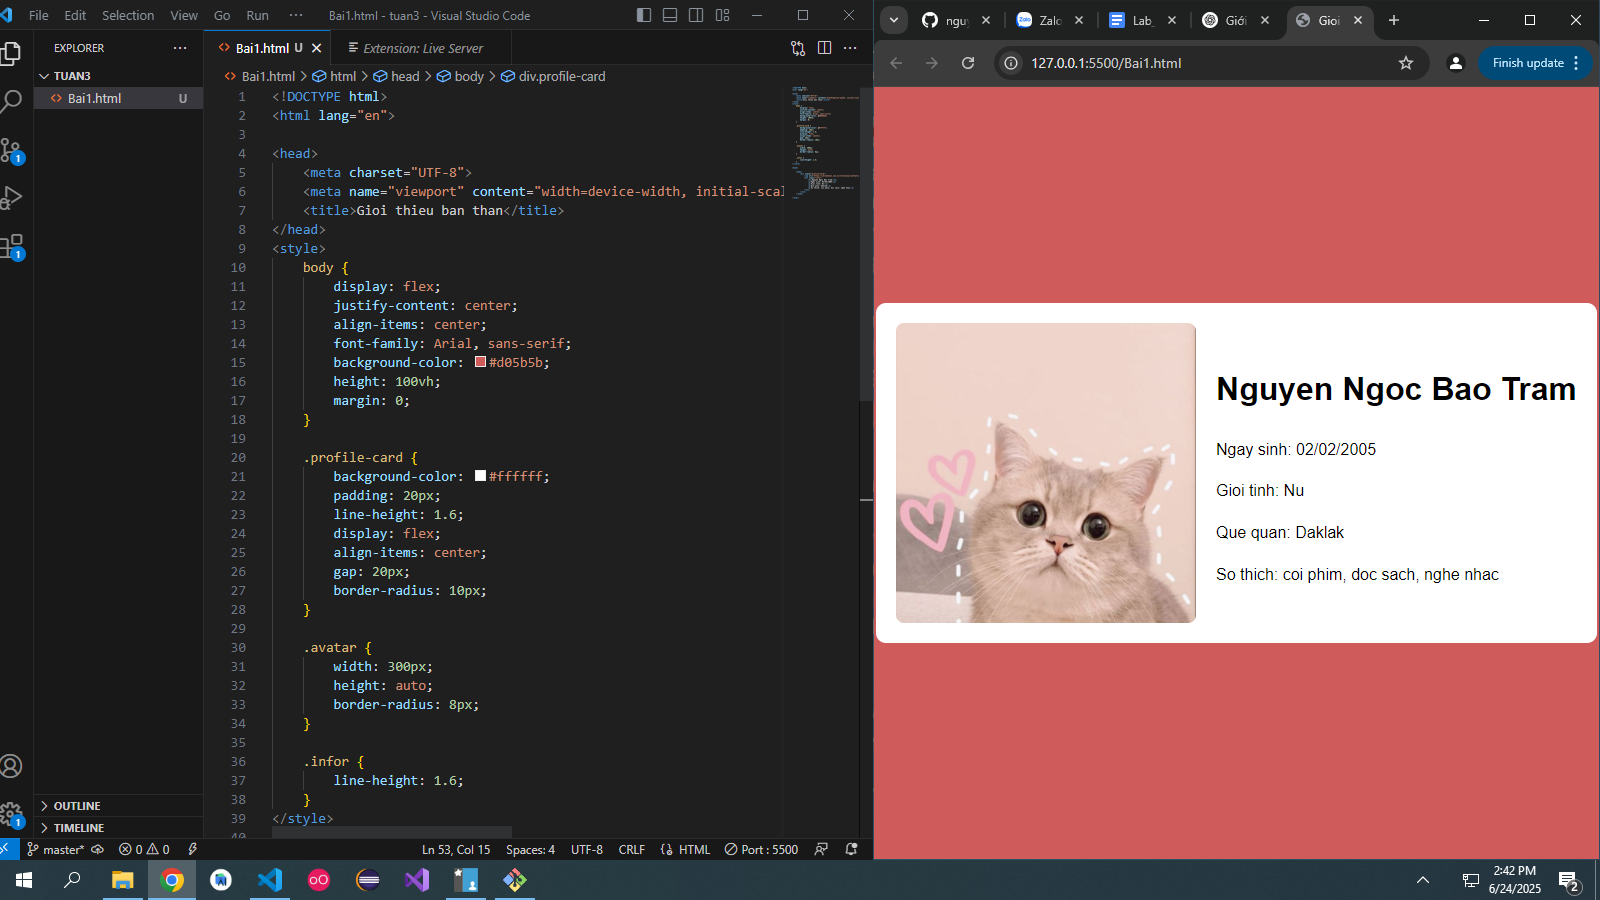 File Edit Selection View Go Run ··· Bai1.html - tuan3 - Visual Studio Code
EXPLORER ···
TUAN3
Bai1.html U
OUTLINE
TIMELINE
1
1
1
Bai1.html U
Extension: Live Server
Bai1.html > html > head > body > div.profile-card
1 <!DOCTYPE html>
2 <html lang="en">
3
4 <head>
5 <meta charset="UTF-8">
6 <meta name="viewport" content="width=device-width, initial-scal
7 <title>Gioi thieu ban than</title>
8 </head>
9 <style>
10 body {
11 display: flex;
12 justify-content: center;
13 align-items: center;
14 font-family: Arial, sans-serif;
15 background-color: #d05b5b;
16 height: 100vh;
17 margin: 0;
18 }
19
20 .profile-card {
21 background-color: #ffffff;
22 padding: 20px;
23 line-height: 1.6;
24 display: flex;
25 align-items: center;
26 gap: 20px;
27 border-radius: 10px;
28 }
29
30 .avatar {
31 width: 300px;
32 height: auto;
33 border-radius: 8px;
34 }
35
36 .infor {
37 line-height: 1.6;
38 }
39 </style>
40
master* 0 0 Ln 53, Col 15 Spaces: 4 UTF-8 CRLF HTML Port : 5500
nguy Zalo Lab_ Giới Gioi
127.0.0.1:5500/Bai1.html
Finish update
Nguyen Ngoc Bao Tram
Ngay sinh: 02/02/2005
Gioi tinh: Nu
Que quan: Daklak
So thich: coi phim, doc sach, nghe nhac
2:42 PM
6/24/2025
2